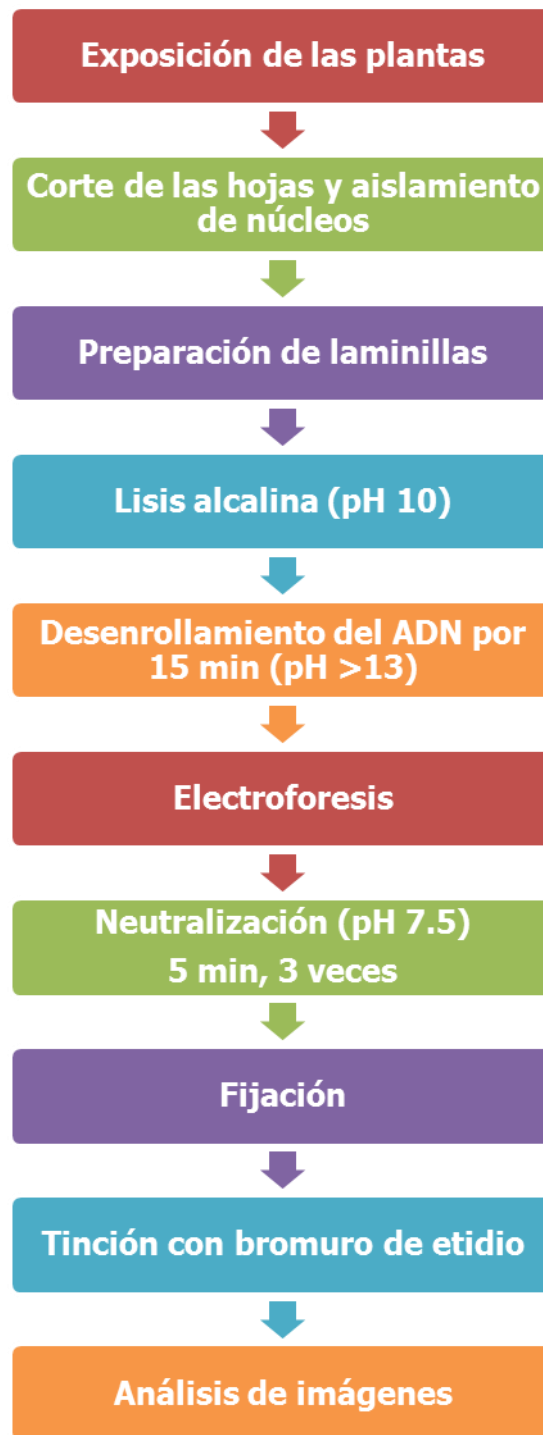 Exposición de las plantas
Corte de las hojas y aislamiento
de núcleos
Preparación de laminillas
Lisis alcalina (pH 10)
Desenrollamiento del ADN por
15 min (pH >13)
Electroforesis
Neutralización (pH 7.5)
5 min, 3 veces
Fijación
Tinción con bromuro de etidio
Análisis de imágenes